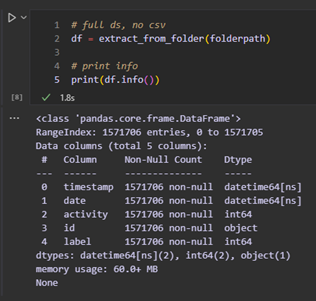 1 # full ds, no csv
2 df = extract_from_folder(folderpath)
3
4 # print info
5 print(df.info())
[8] ✓ 1.8s
... <class 'pandas.core.frame.DataFrame'>
RangeIndex: 1571706 entries, 0 to 1571705
Data columns (total 5 columns):
 #   Column     Non-Null Count    Dtype
---  ------     --------------    -----
 0   timestamp  1571706 non-null  datetime64[ns]
 1   date       1571706 non-null  datetime64[ns]
 2   activity   1571706 non-null  int64
 3   id         1571706 non-null  object
 4   label      1571706 non-null  int64
dtypes: datetime64[ns](2), int64(2), object(1)
memory usage: 60.0+ MB
None